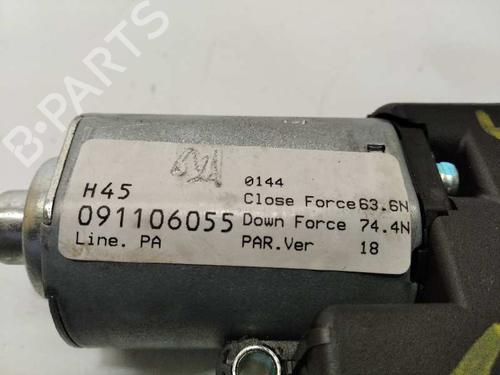 B-PARTS
H45
091106055
Line. PA
0144
Close Force 63.6N
Down Force 74.4N
PAR.Ver 18